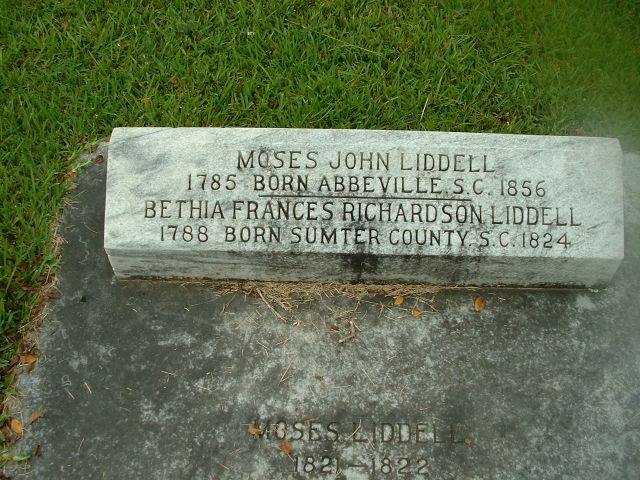 MOSES JOHN LIDDELL
1785 BORN ABBEVILLE, S.C. 1856
BETHIA FRANCES RICHARDSON LIDDELL
1788 BORN SUMTER COUNTY, S.C. 1824
MOSES LIDDELL
1821—1822